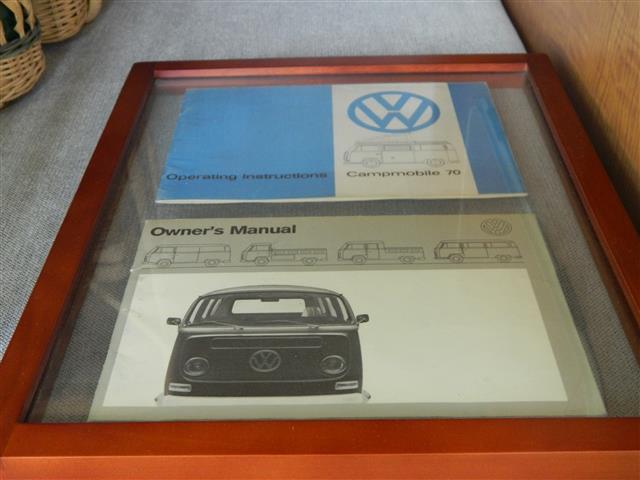 Operating Instructions
Campmobile 70
Owner's Manual